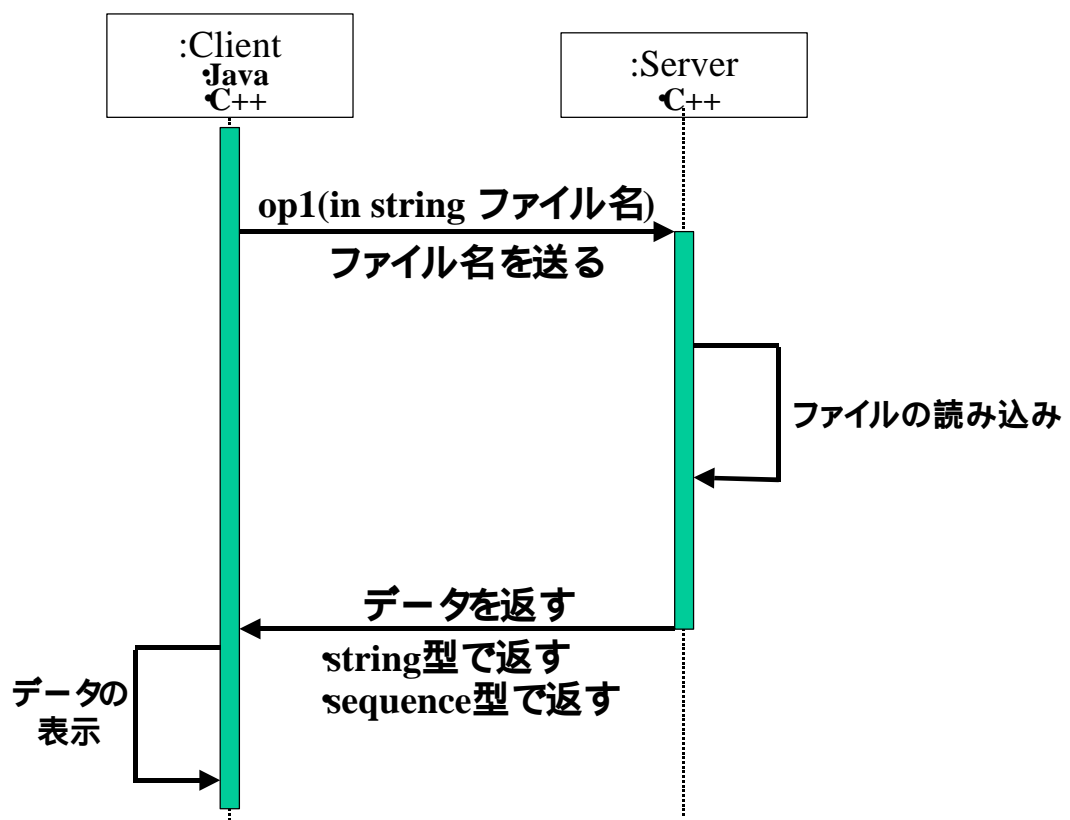 :Client
・Java
・C++
:Server
・C++
op1(in string ファイル名)
ファイル名を送る
ファイルの読み込み
データを返す
・string型で返す
・sequence型で返す
データの
表示